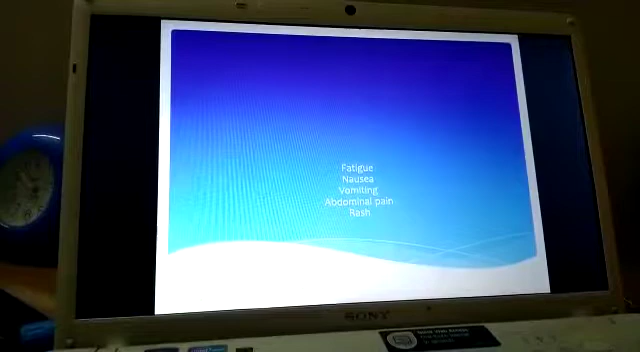 Fatigue
Nausea
Vomiting
Abdominal pain
Rash
SONY